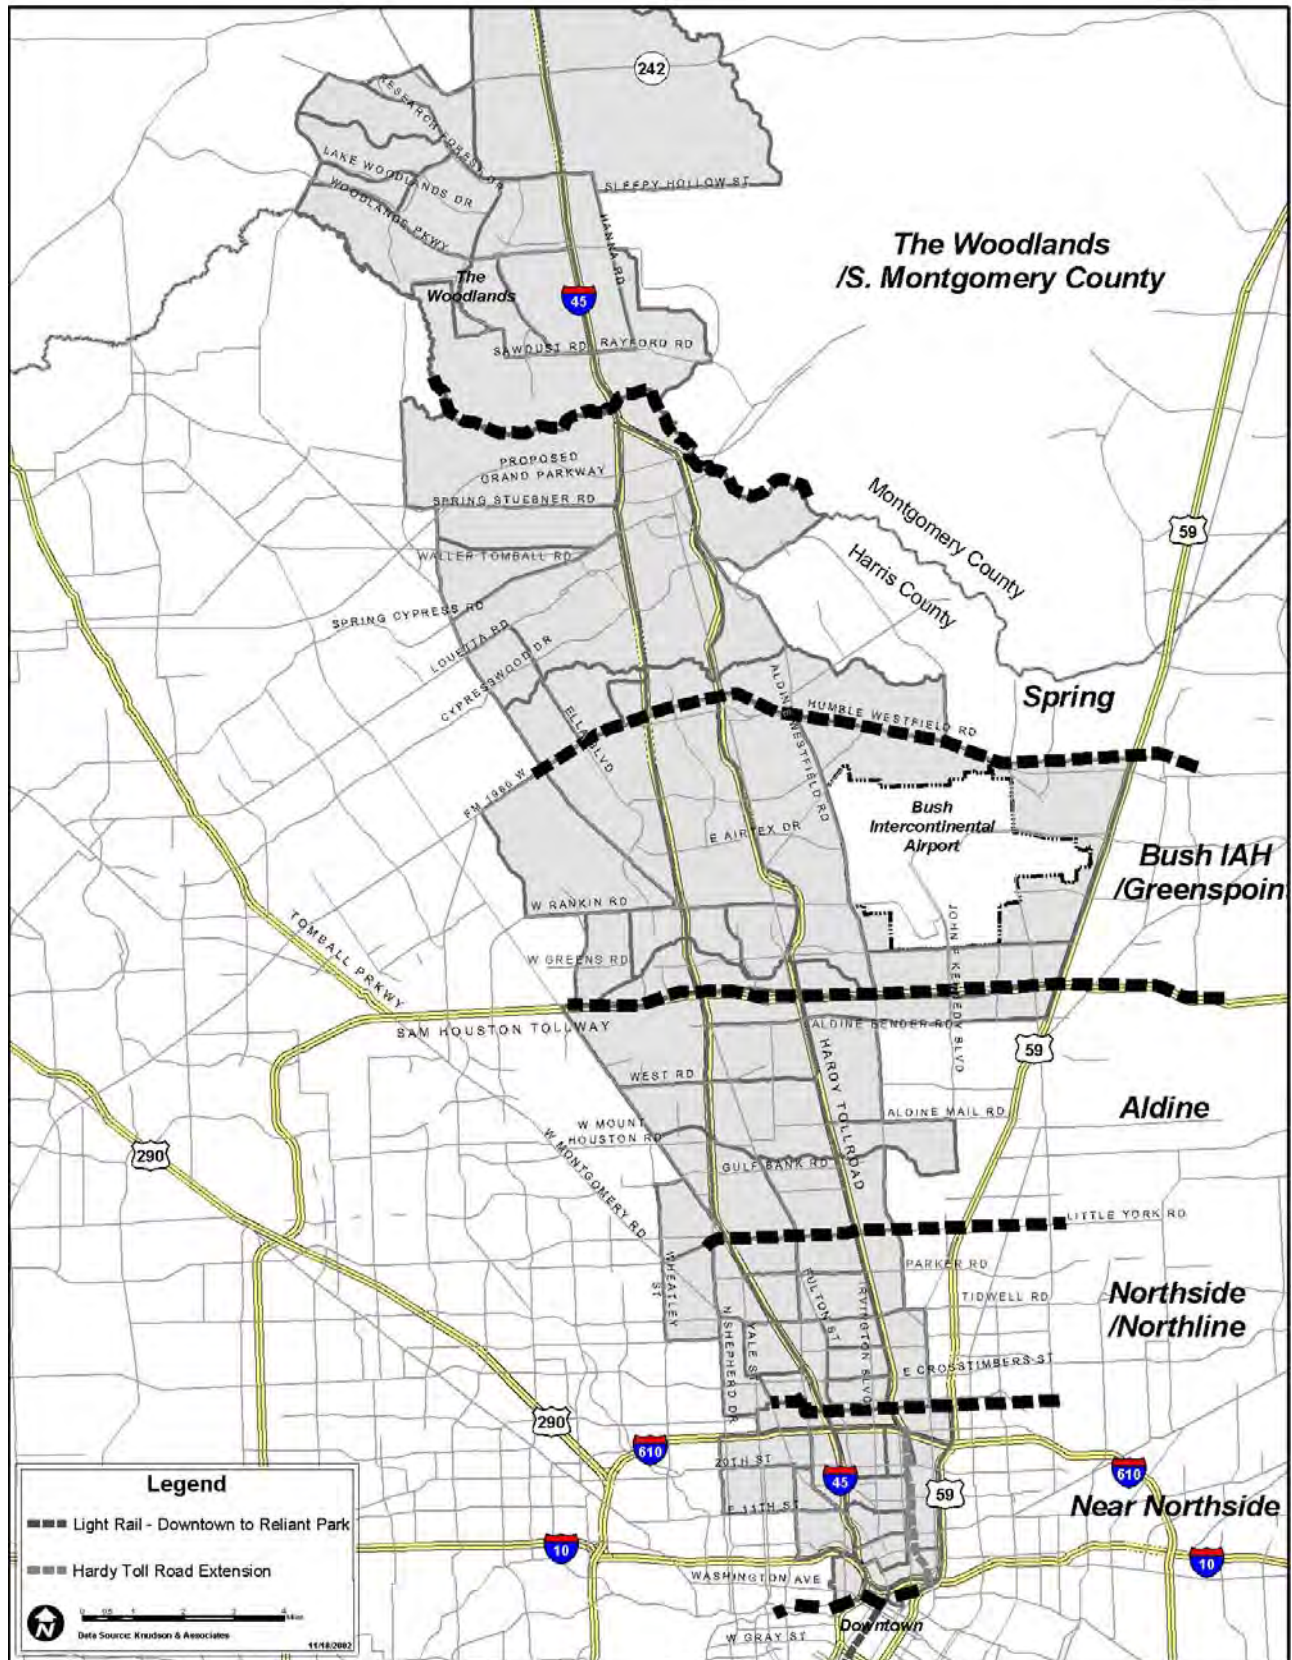 242
RESEARCH FOREST DR
LAKE WOODLANDS DR
WOODLANDS PKWY
SLEEPY HOLLOW ST
HANNA RD
The Woodlands
/S. Montgomery County
The
Woodlands
45
SAWDUST RD
RAYFORD RD
PROPOSED
GRAND PARKWAY
SPRING STUEBNER RD
Montgomery County
Harris County
59
WALLER TOMBALL RD
SPRING CYPRESS RD
LOUETTA RD
CYPRESSWOOD DR
ELLA BLVD
ALDINE WESTFIELD RD
HUMBLE WESTFIELD RD
Spring
FM 1960 W
E AIRTEX DR
Bush
Intercontinental
Airport
Bush IAH
/Greenspoint
W RANKIN RD
JOHN F KENNEDY BLVD
TOMBALL PRKWY
W GREENS RD
SAM HOUSTON TOLLWAY
ALDINE BENDER RD
59
HARDY TOLLROAD
WEST RD
Aldine
ALDINE MAIL RD
W MOUNT
HOUSTON RD
W MONTGOMERY RD
290
GULF BANK RD
LITTLE YORK RD
WHEATLEY
ST
PARKER RD
FULTON ST
IRVINGTON BLVD
TIDWELL RD
Northside
/Northline
N SHEPHERD DR
YALE ST
E CROSSTIMBERS ST
290
610
20TH ST
45
59
610
E 11TH ST
Near Northside
10
10
WASHINGTON AVE
W GRAY ST
Downtown
Legend
Light Rail - Downtown to Reliant Park
Hardy Toll Road Extension
N
0 0.5 1 2 3 4
Miles
Data Source: Knudson & Associates
11/18/2002